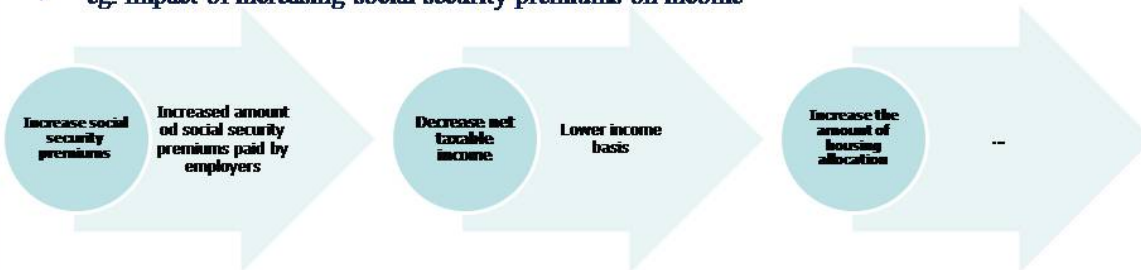 eg. Impact of increasing social security premiums on income
Increase social
security
premiums
Increased amount
od social security
premiums paid by
employers
Decrease net
taxable
income
Lower income
basis
Increase the
amount of
housing
allocation
...